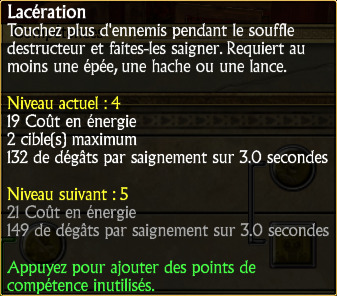 Lacération
Touchez plus d'ennemis pendant le souffle
destructeur et faites-les saigner. Requiert au
moins une épée, une hache ou une lance.
Niveau actuel : 4
19 Coût en énergie
2 cible(s) maximum
132 de dégâts par saignement sur 3.0 secondes
Niveau suivant : 5
21 Coût en énergie
149 de dégâts par saignement sur 3.0 secondes
Appuyez pour ajouter des points de
compétence inutilisés.